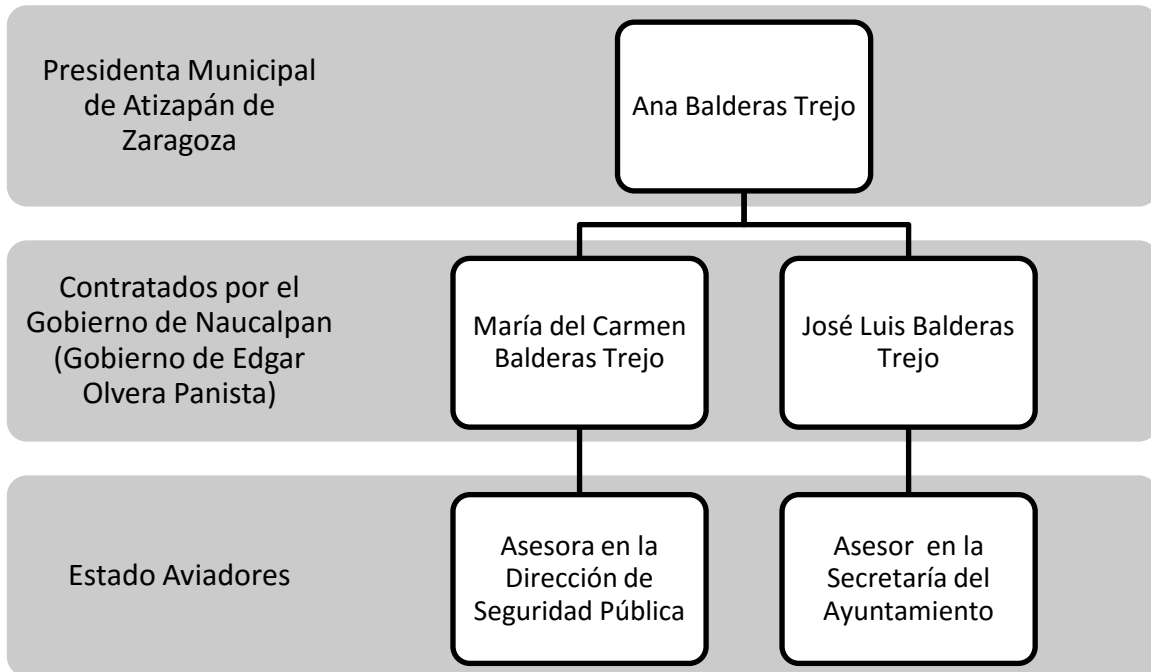 Presidenta Municipal
de Atizapán de
Zaragoza
Ana Balderas Trejo
Contratados por el
Gobierno de Naucalpan
(Gobierno de Edgar
Olvera Panista)
María del Carmen
Balderas Trejo
José Luis Balderas
Trejo
Estado Aviadores
Asesora en la
Dirección de
Seguridad Pública
Asesor en la
Secretaría del
Ayuntamiento